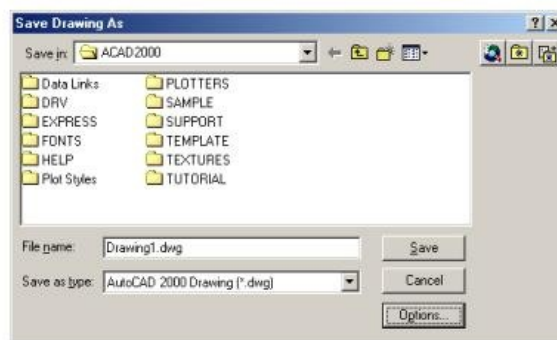 Save Drawing As
Save in: ACAD2000
Data Links
DRV
EXPRESS
FONTS
HELP
Plot Styles
PLOTTERS
SAMPLE
SUPPORT
TEMPLATE
TEXTURES
TUTORIAL
File name: Drawing1.dwg Save
Save as type: AutoCAD 2000 Drawing (*.dwg) Cancel
Options...